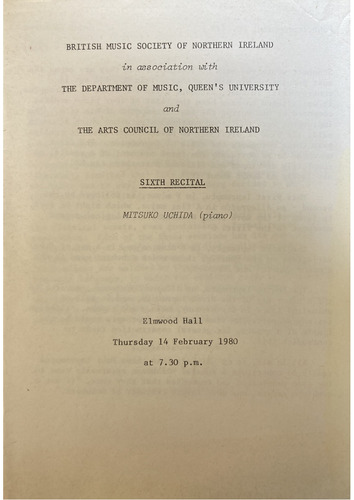 BRITISH MUSIC SOCIETY OF NORTHERN IRELAND
in association with
THE DEPARTMENT OF MUSIC, QUEEN'S UNIVERSITY
and
THE ARTS COUNCIL OF NORTHERN IRELAND
SIXTH RECITAL
MITSUKO UCHIDA (piano)
Elmwood Hall
Thursday 14 February 1980
at 7.30 p.m.